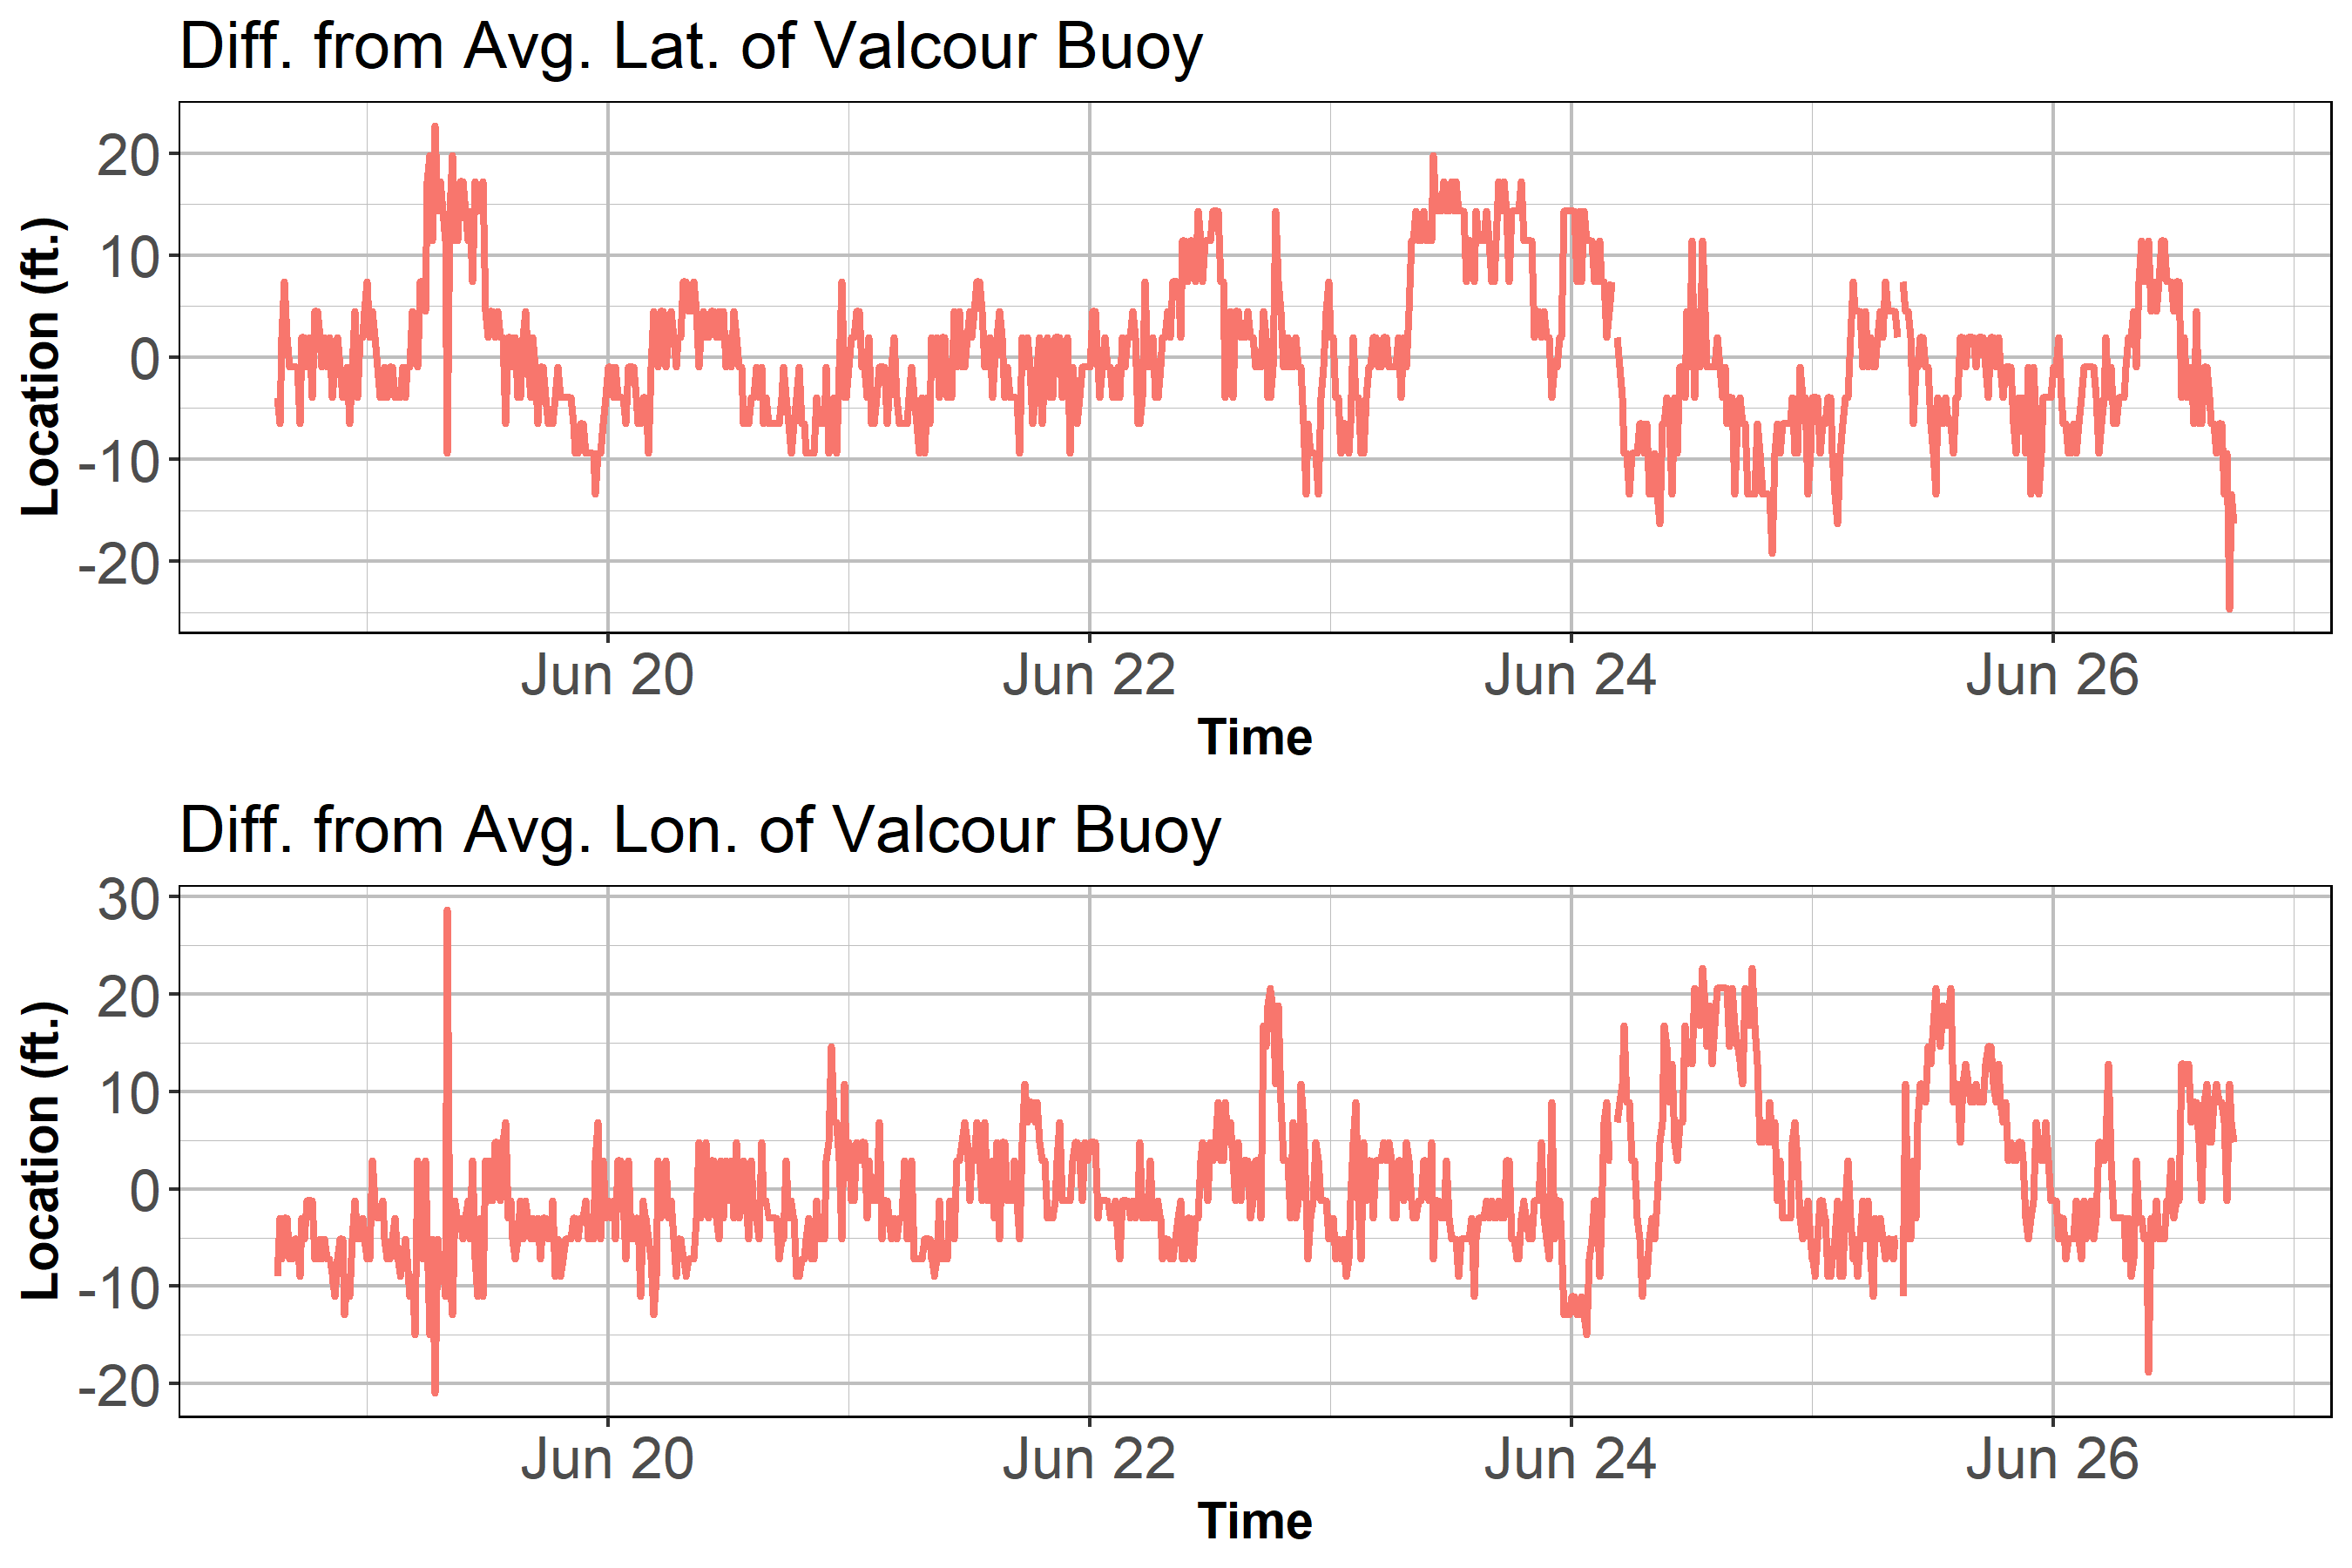 Diff. from Avg. Lat. of Valcour Buoy
20
10
0
-10
-20
Location (ft.)
Jun 20 Jun 22 Jun 24 Jun 26
Time
Diff. from Avg. Lon. of Valcour Buoy
30
20
10
0
-10
-20
Location (ft.)
Jun 20 Jun 22 Jun 24 Jun 26
Time